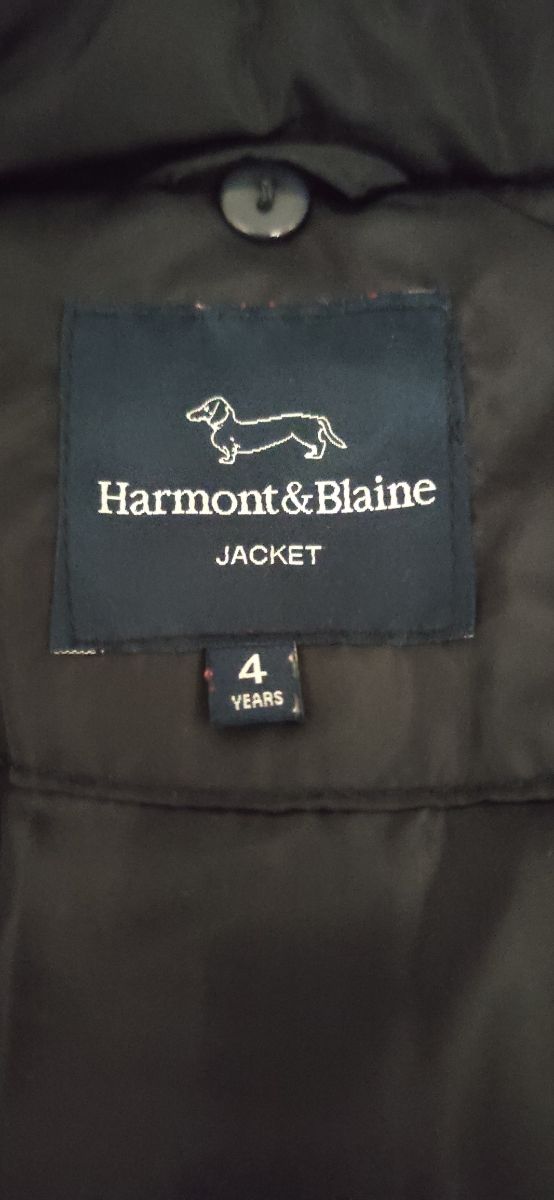 Harmont&Blaine
JACKET
4
YEARS